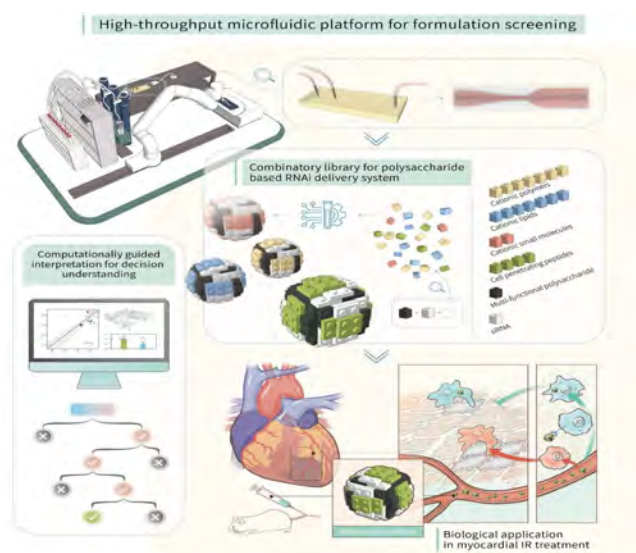 High-throughput microfluidic platform for formulation screening
Combinatory library for polysaccharide
based RNAi delivery system
Cationic polymers
Cationic lipids
Cationic small molecules
Cell penetrating peptides
Multi-functional polysaccharide
siRNA
Computationally guided
interpretation for decision
understanding
Biological application
in myocardial IR treatment